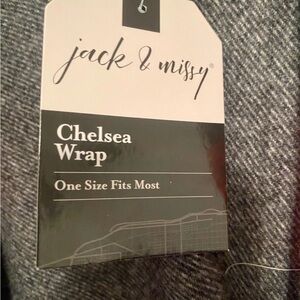 jack & missy®
Chelsea
Wrap
One Size Fits Most